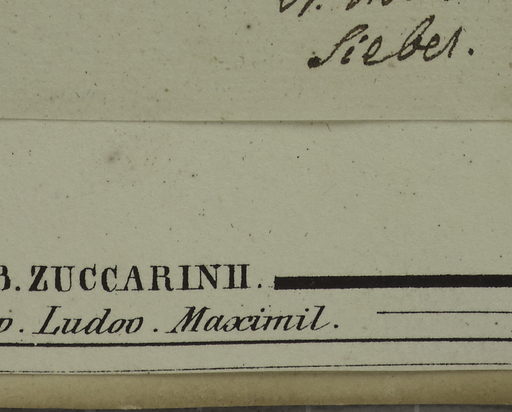 Sieber.
B. ZUCCARINII.
p. Ludov. Maximil.